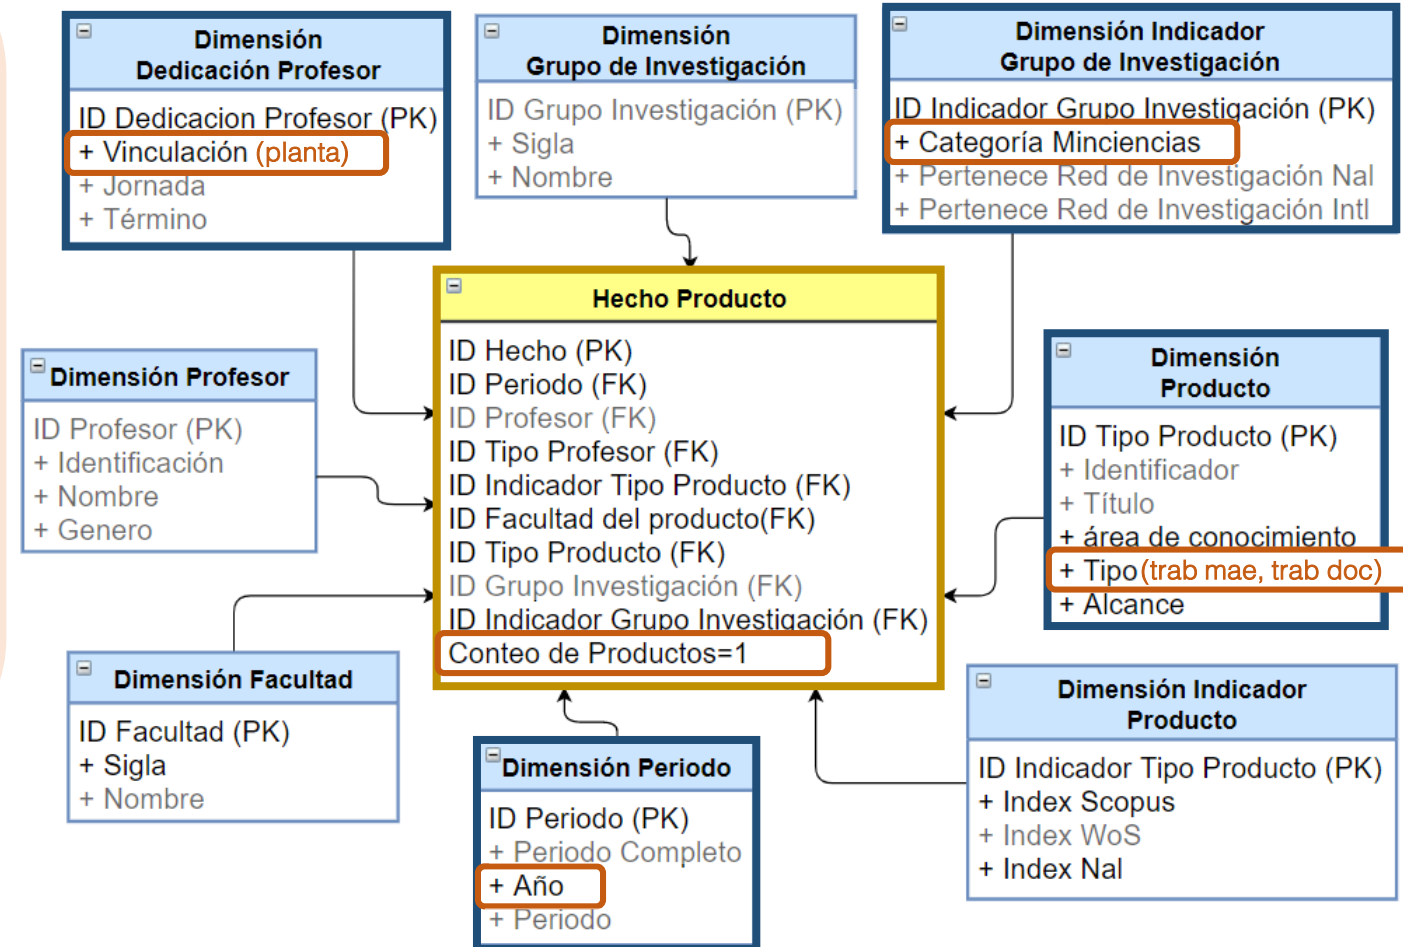 Dimensión
Dedicación Profesor
ID Dedicacion Profesor (PK)
+ Vinculación (planta)
+ Jornada
+ Término
Dimensión
Grupo de Investigación
ID Grupo Investigación (PK)
+ Sigla
+ Nombre
Dimensión Indicador
Grupo de Investigación
ID Indicador Grupo Investigación (PK)
+ Categoría Minciencias
+ Pertenece Red de Investigación Nal
+ Pertenece Red de Investigación Intl
Hecho Producto
ID Hecho (PK)
ID Periodo (FK)
ID Profesor (FK)
ID Tipo Profesor (FK)
ID Indicador Tipo Producto (FK)
ID Facultad del producto(FK)
ID Tipo Producto (FK)
ID Grupo Investigación (FK)
ID Indicador Grupo Investigación (FK)
Conteo de Productos=1
Dimensión Profesor
ID Profesor (PK)
+ Identificación
+ Nombre
+ Genero
Dimensión
Producto
ID Tipo Producto (PK)
+ Identificador
+ Título
+ área de conocimiento
+ Tipo (trab mae, trab doc)
+ Alcance
Dimensión Facultad
ID Facultad (PK)
+ Sigla
+ Nombre
Dimensión Periodo
ID Periodo (PK)
+ Periodo Completo
+ Año
+ Periodo
Dimensión Indicador
Producto
ID Indicador Tipo Producto (PK)
+ Index Scopus
+ Index WoS
+ Index Nal